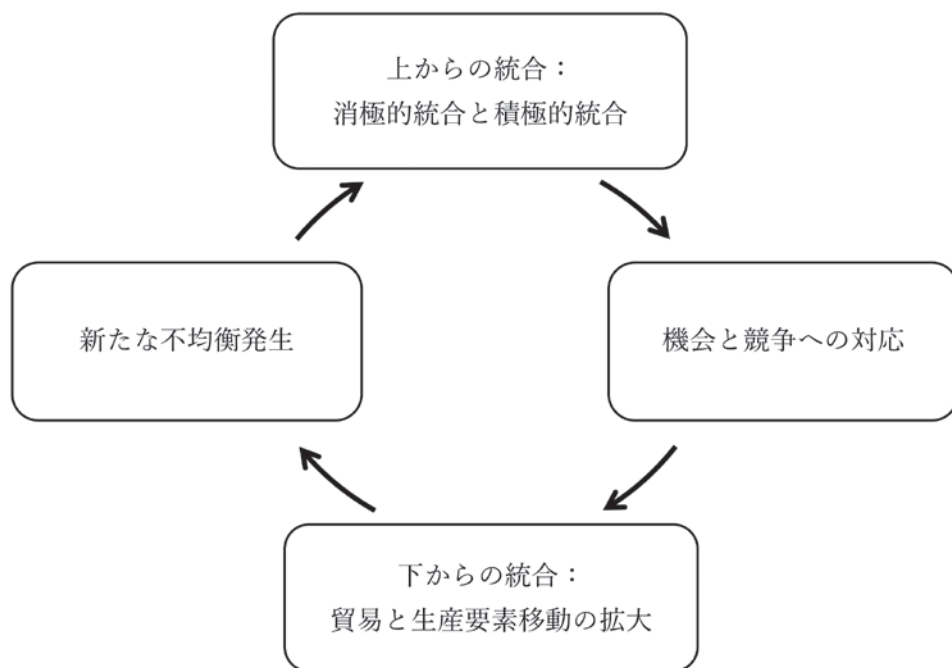 上からの統合：
消極的統合と積極的統合
新たな不均衡発生
機会と競争への対応
下からの統合：
貿易と生産要素移動の拡大